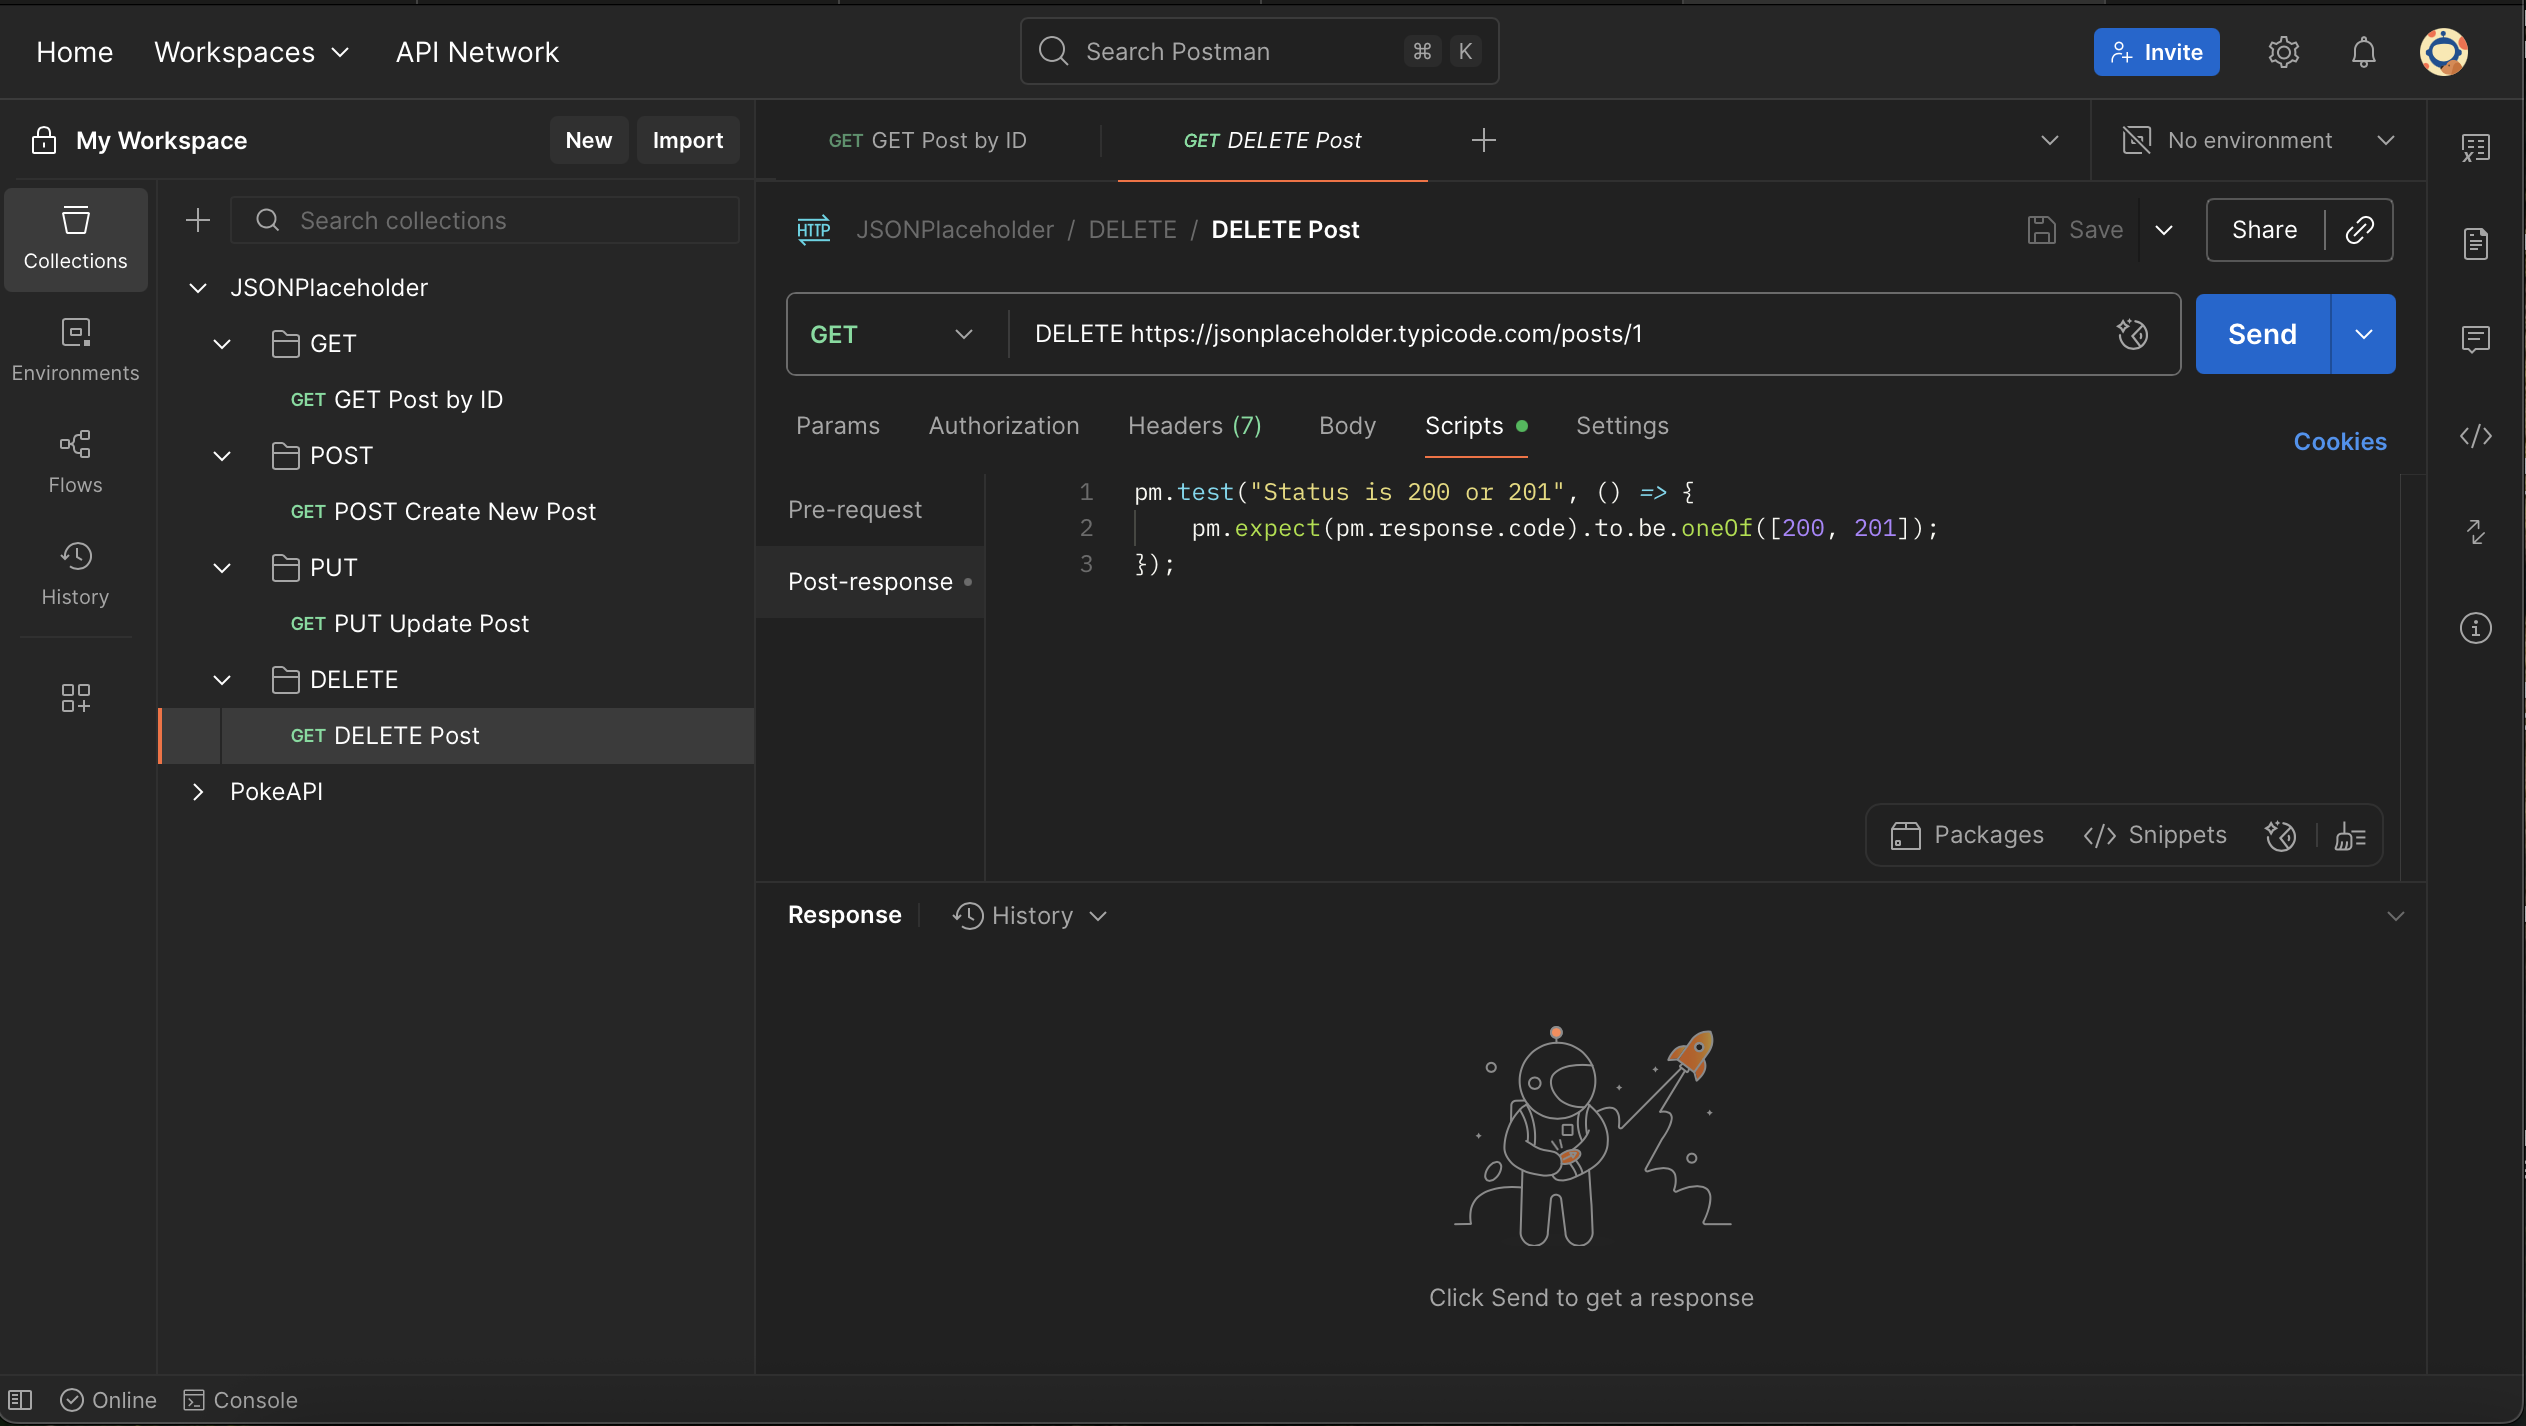 Home Workspaces API Network Search Postman ⌘ K Invite
My Workspace New Import
GET GET Post by ID GET DELETE Post No environment
Collections
Environments
Flows
History
Search collections
JSONPlaceholder
GET
GET GET Post by ID
POST
GET POST Create New Post
PUT
GET PUT Update Post
DELETE
GET DELETE Post
PokeAPI
HTTP JSONPlaceholder / DELETE / DELETE Post Save Share
GET DELETE https://jsonplaceholder.typicode.com/posts/1 Send
Params Authorization Headers (7) Body Scripts Settings Cookies
Pre-request
Post-response
1 pm.test("Status is 200 or 201", () => {
2 pm.expect(pm.response.code).to.be.oneOf([200, 201]);
3 });
Packages </> Snippets
Response History
Click Send to get a response
Online Console